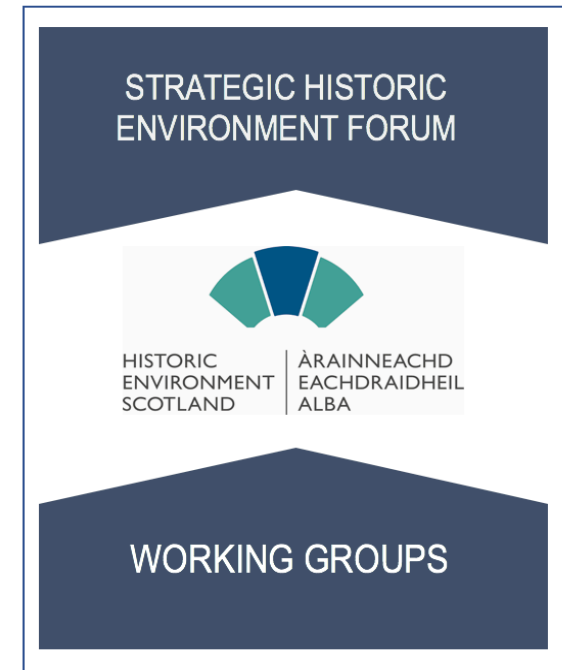 STRATEGIC HISTORIC
ENVIRONMENT FORUM
HISTORIC
ENVIRONMENT
SCOTLAND
ÀRAINNEACHD
EACHDRAIDHEIL
ALBA
WORKING GROUPS